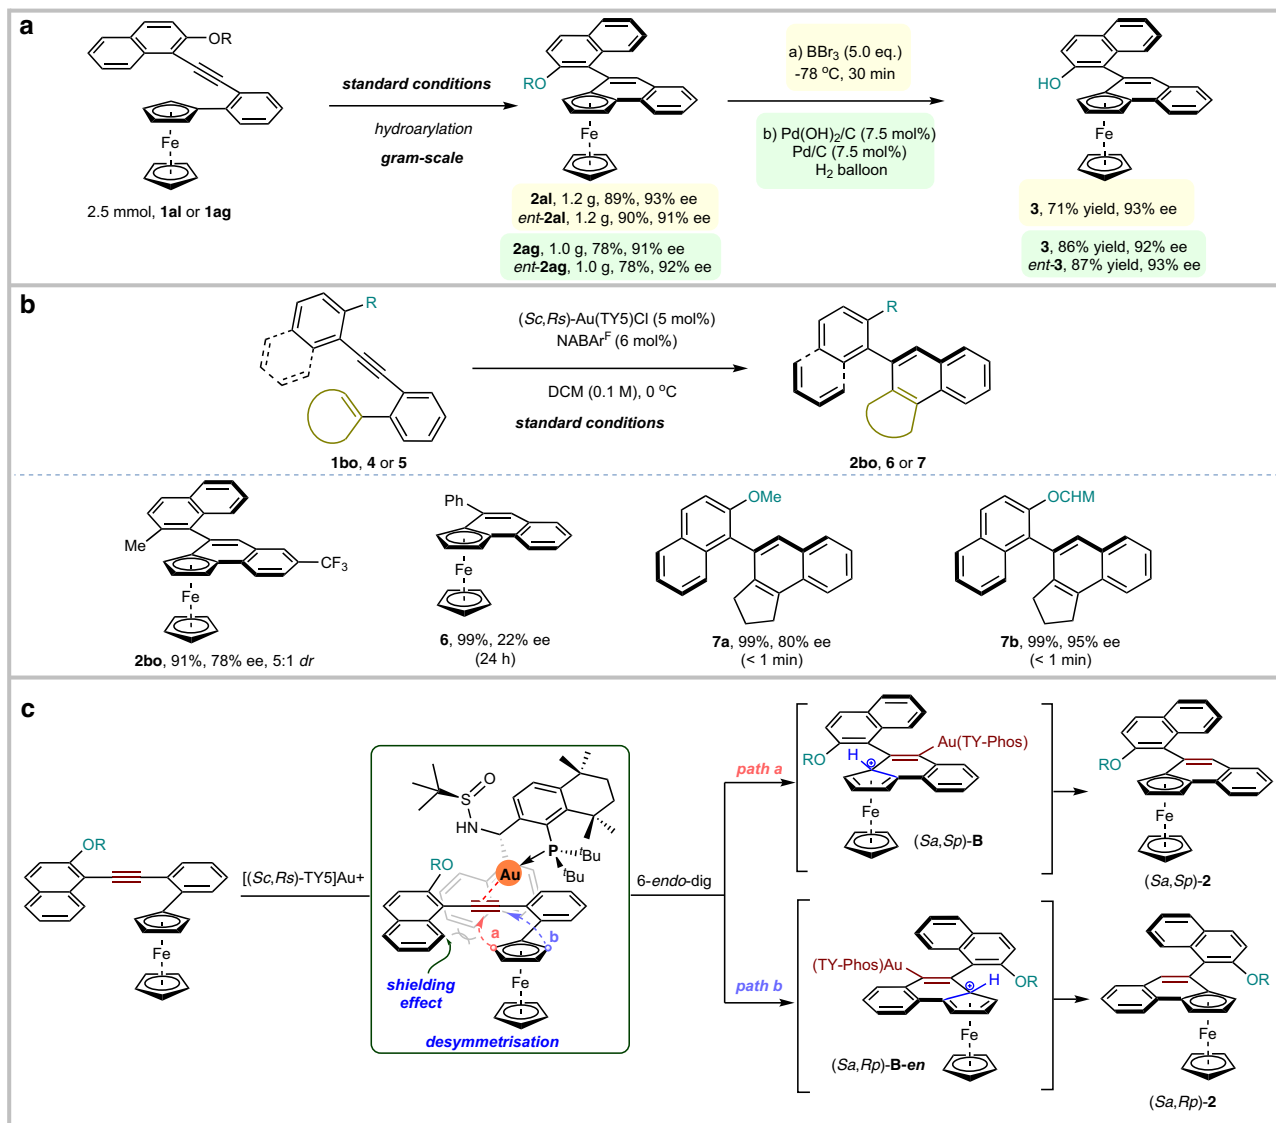 a
OR
Fe
2.5 mmol, 1al or 1ag
standard conditions
hydroarylation
gram-scale
RO
Fe
2al, 1.2 g, 89%, 93% ee
ent-2al, 1.2 g, 90%, 91% ee
2ag, 1.0 g, 78%, 91% ee
ent-2ag, 1.0 g, 78%, 92% ee
a) BBr3 (5.0 eq.)
-78 oC, 30 min
b) Pd(OH)2/C (7.5 mol%)
Pd/C (7.5 mol%)
H2 balloon
HO
Fe
3, 71% yield, 93% ee
3, 86% yield, 92% ee
ent-3, 87% yield, 93% ee
b
R
1bo, 4 or 5
(Sc,Rs)-Au(TY5)Cl (5 mol%)
NABArF (6 mol%)
DCM (0.1 M), 0 oC
standard conditions
R
2bo, 6 or 7
Me
CF3
Fe
2bo, 91%, 78% ee, 5:1 dr
Ph
Fe
6, 99%, 22% ee
(24 h)
OMe
7a, 99%, 80% ee
(< 1 min)
OCHM
7b, 99%, 95% ee
(< 1 min)
c
OR
Fe
[(Sc,Rs)-TY5]Au+
O
S
HN
P
tBu
tBu
RO
Au
a
b
shielding
effect
Fe
desymmetrisation
6-endo-dig
path a
path b
Au(TY-Phos)
H
RO
Fe
(Sa,Sp)-B
RO
Fe
(Sa,Sp)-2
(TY-Phos)Au
H
OR
Fe
(Sa,Rp)-B-en
OR
Fe
(Sa,Rp)-2